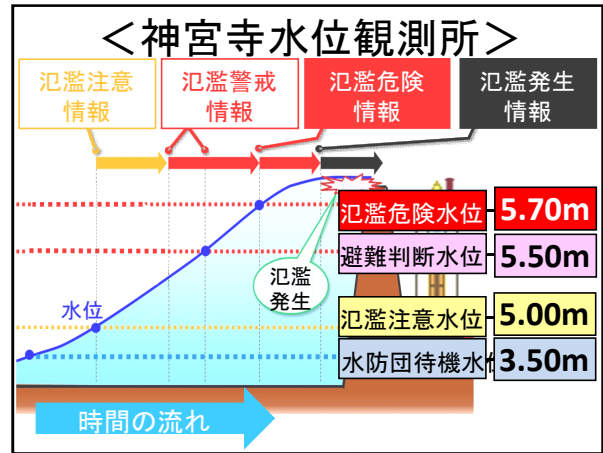 ＜神宮寺水位観測所＞
氾濫注意
情報
氾濫警戒
情報
氾濫危険
情報
氾濫発生
情報
氾濫危険水位
5.70m
避難判断水位
5.50m
氾濫
発生
水位
氾濫注意水位
5.00m
水防団待機水位
3.50m
時間の流れ